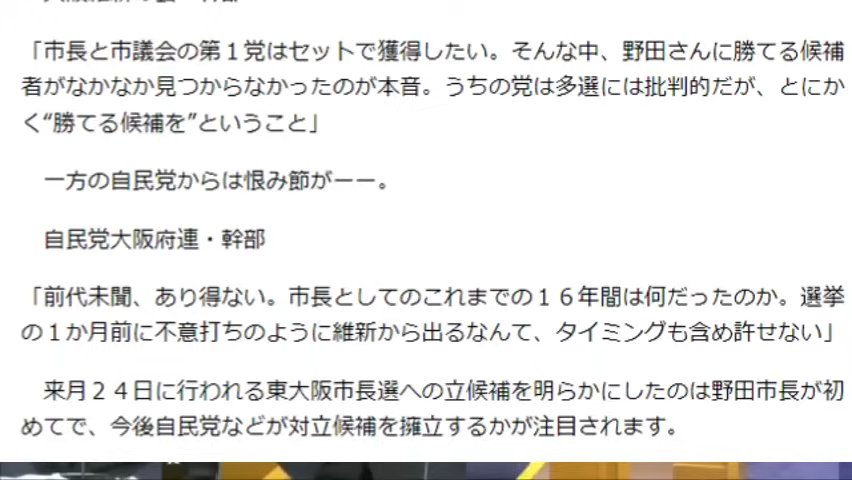 「市長と市議会の第１党はセットで獲得したい。そんな中、野田さんに勝てる候補
者がなかなか見つからなかったのが本音。うちの党は多選には批判的だが、とにか
く“勝てる候補を”ということ」
一方の自民党からは恨み節がーー。
自民党大阪府連・幹部
「前代未聞、あり得ない。市長としてのこれまでの１６年間は何だったのか。選挙
の１か月前に不意打ちのように維新から出るなんて、タイミングも含め許せない」
来月２４日に行われる東大阪市長選への立候補を明らかにしたのは野田市長が初
めてで、今後自民党などが対立候補を擁立するかが注目されます。